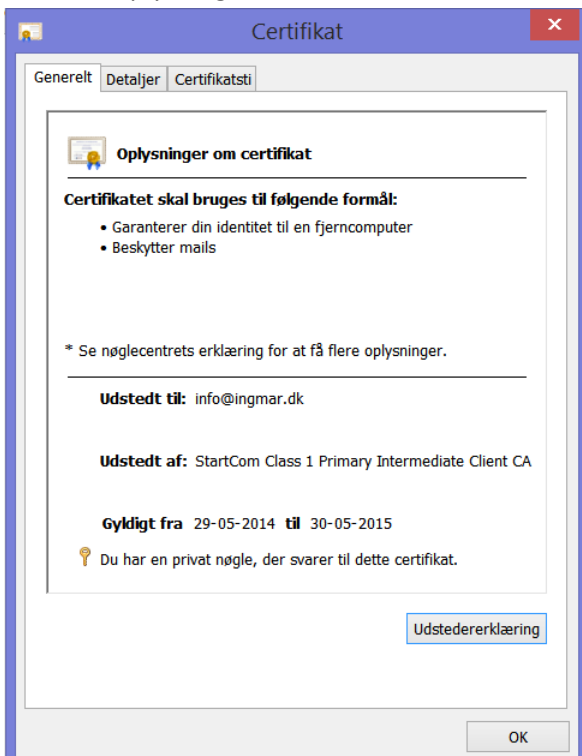 Certifikat
Generelt Detaljer Certifikatsti
Oplysninger om certifikat
Certifikatet skal bruges til følgende formål:
• Garanterer din identitet til en fjerncomputer
• Beskytter mails
* Se nøglecentrets erklæring for at få flere oplysninger.
Udstedt til: info@ingmar.dk
Udstedt af: StartCom Class 1 Primary Intermediate Client CA
Gyldigt fra 29-05-2014 til 30-05-2015
Du har en privat nøgle, der svarer til dette certifikat.
Udstedererklæring
OK